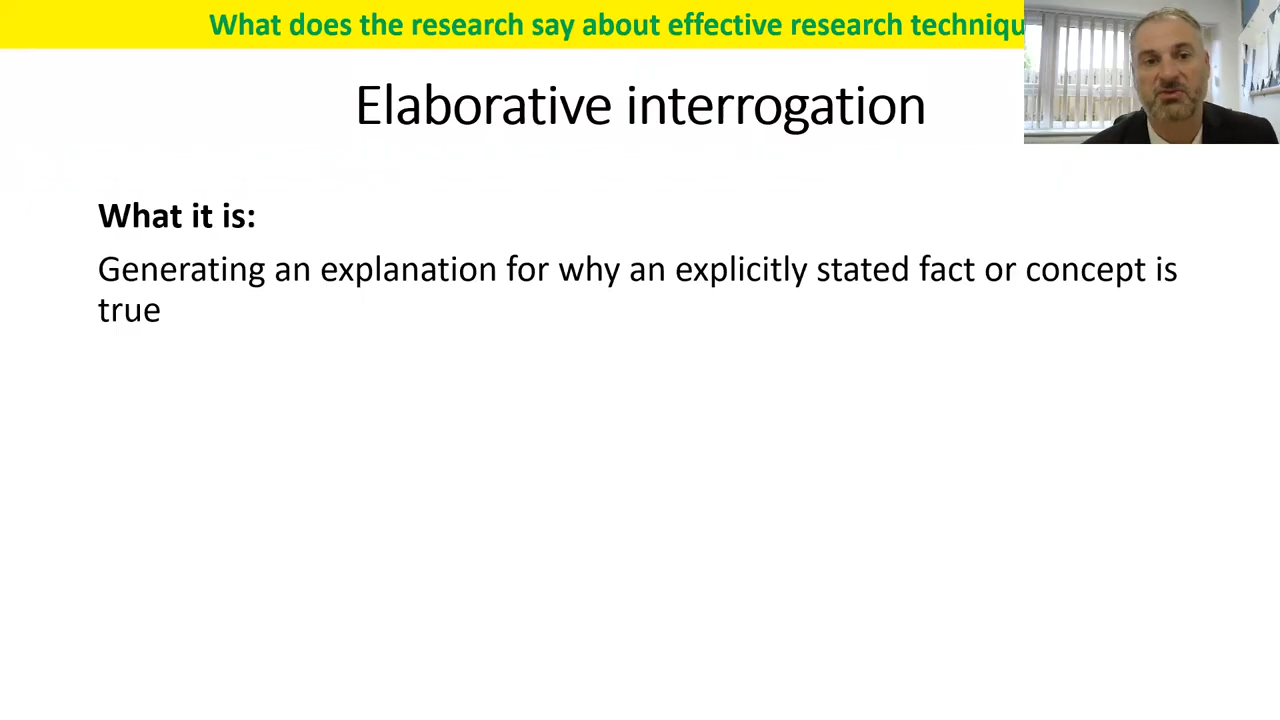 What does the research say about effective research techniqu
Elaborative interrogation
What it is:
Generating an explanation for why an explicitly stated fact or concept is
true